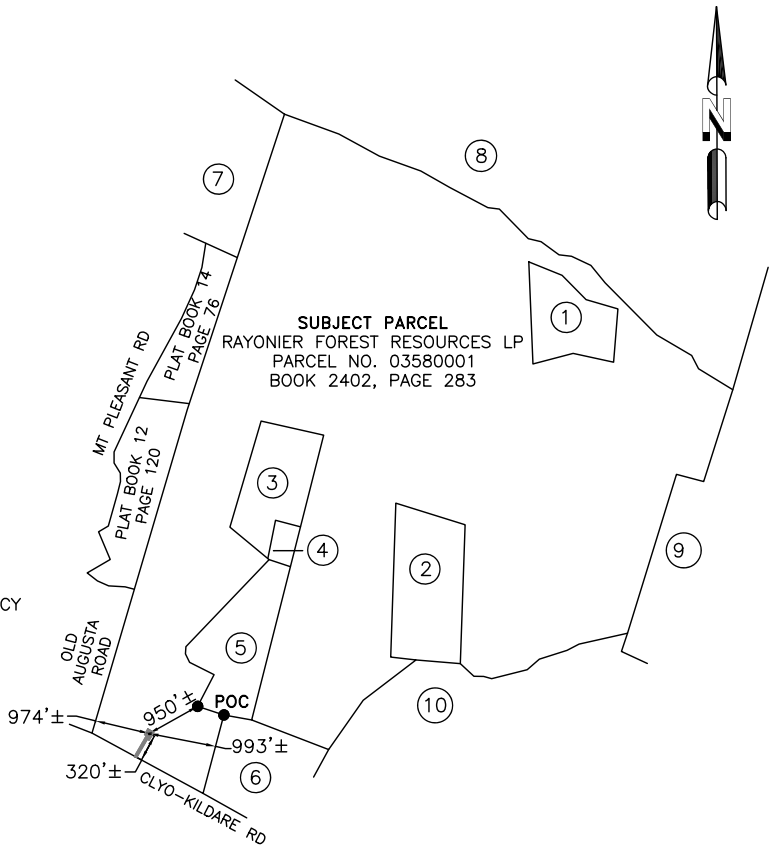 N
8
7
PLAT BOOK 14
PAGE 76
1
SUBJECT PARCEL
RAYONIER FOREST RESOURCES LP
PARCEL NO. 03580001
BOOK 2402, PAGE 283
MT PLEASANT RD
PLAT BOOK 12
PAGE 120
3
4
2
9
CY
OLD
AUGUSTA
ROAD
5
950'±
POC
10
974'±
993'±
320'±
6
CLYO-KILDARE RD